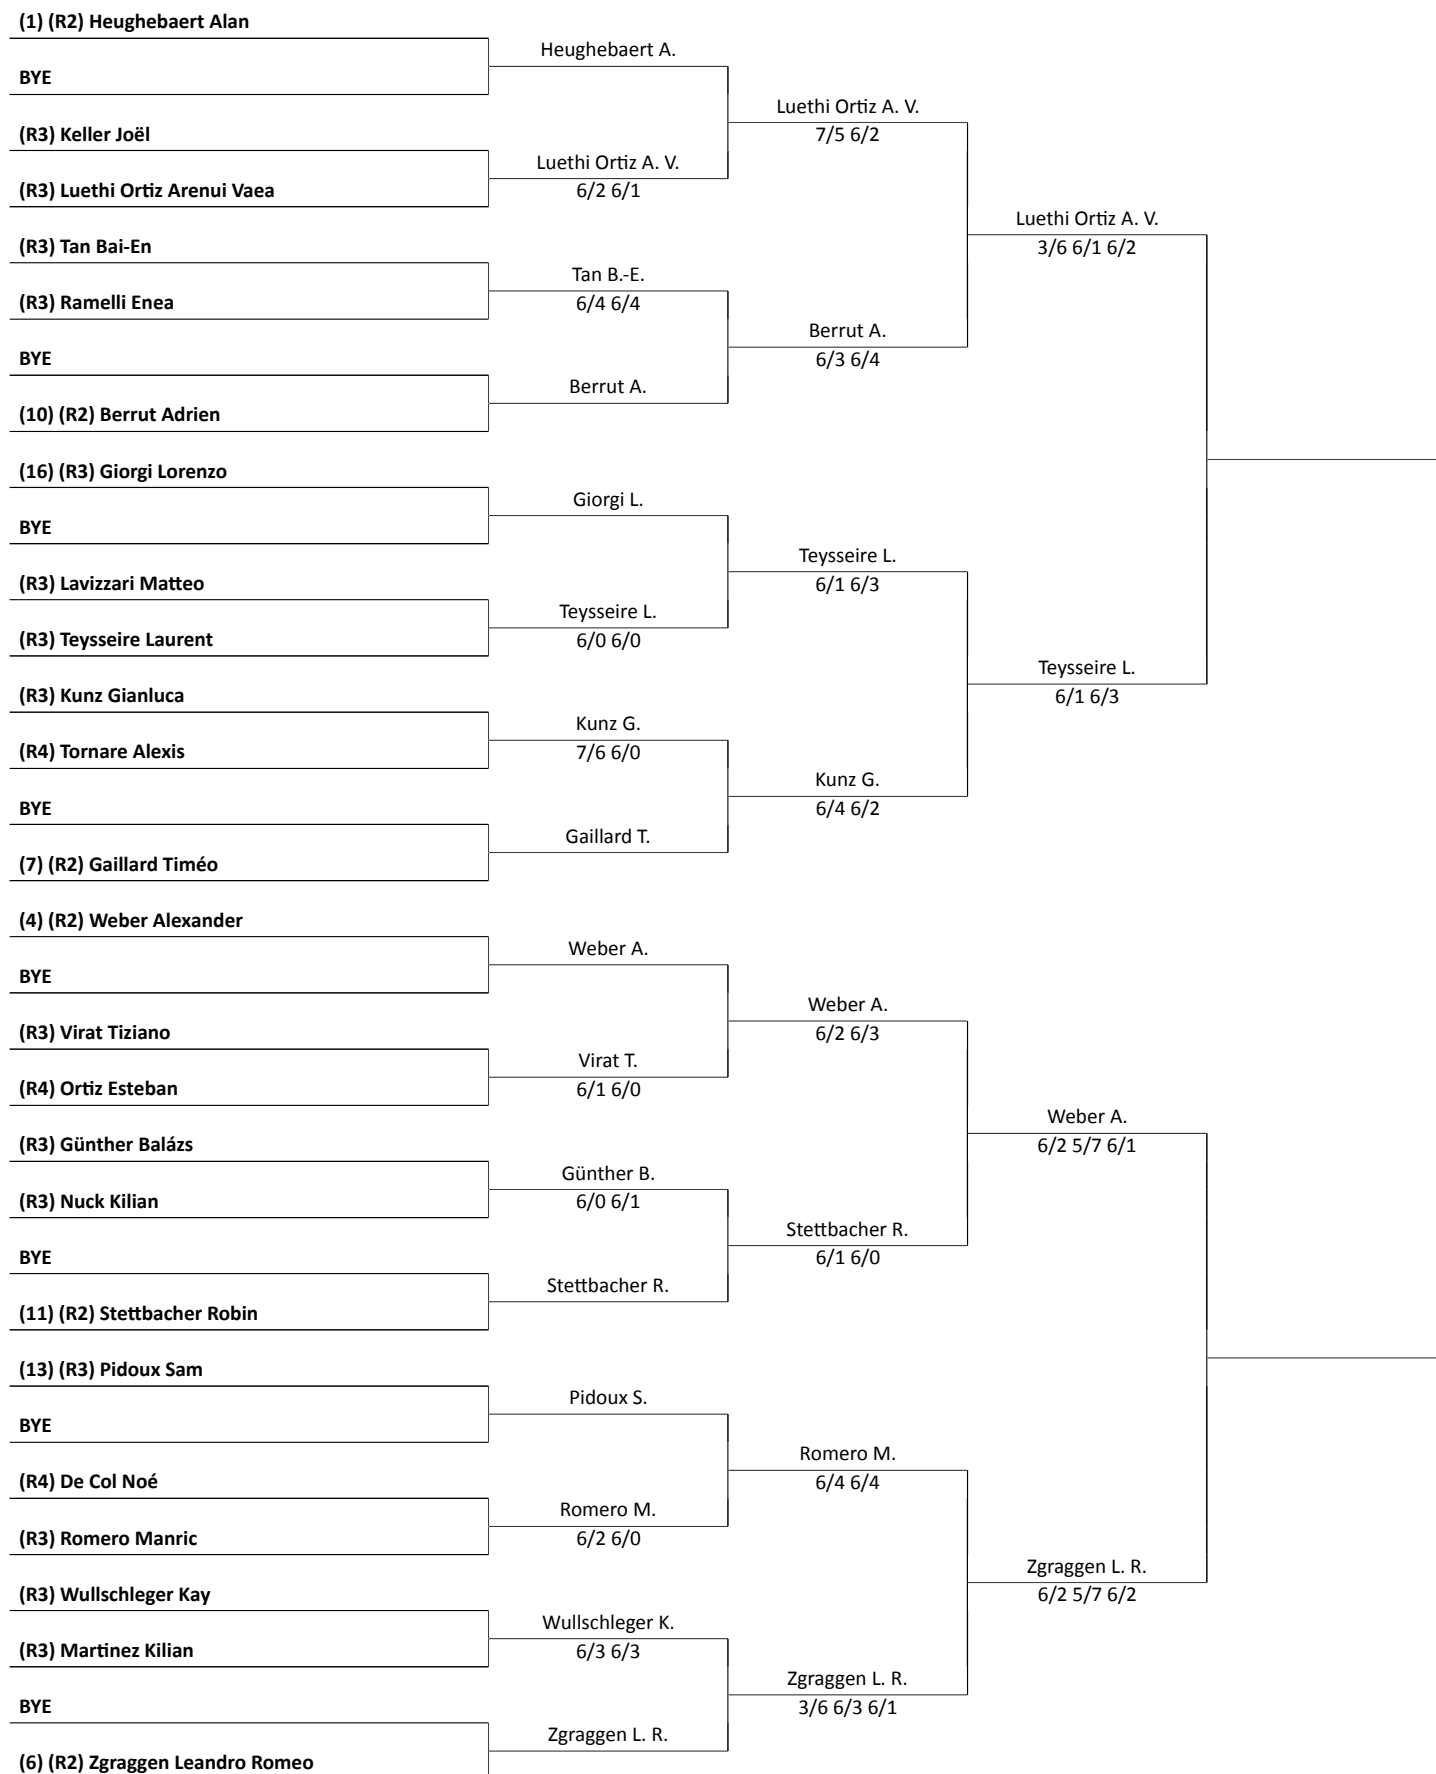 (1) (R2) Heughebaert Alan
Heughebaert A.
BYE
Luethi Ortiz A. V.
7/5 6/2
(R3) Keller Joël
Luethi Ortiz A. V.
6/2 6/1
(R3) Luethi Ortiz Arenui Vaea
Luethi Ortiz A. V.
3/6 6/1 6/2
(R3) Tan Bai-En
Tan B.-E.
6/4 6/4
(R3) Ramelli Enea
Berrut A.
6/3 6/4
BYE
Berrut A.
(10) (R2) Berrut Adrien
(16) (R3) Giorgi Lorenzo
Giorgi L.
BYE
Teysseire L.
6/1 6/3
(R3) Lavizzari Matteo
Teysseire L.
6/0 6/0
(R3) Teysseire Laurent
Teysseire L.
6/1 6/3
(R3) Kunz Gianluca
Kunz G.
7/6 6/0
(R4) Tornare Alexis
Kunz G.
6/4 6/2
BYE
Gaillard T.
(7) (R2) Gaillard Timéo
(4) (R2) Weber Alexander
Weber A.
BYE
Weber A.
6/2 6/3
(R3) Virat Tiziano
Virat T.
6/1 6/0
(R4) Ortiz Esteban
Weber A.
6/2 5/7 6/1
(R3) Günther Balázs
Günther B.
6/0 6/1
(R3) Nuck Kilian
Stettbacher R.
6/1 6/0
BYE
Stettbacher R.
(11) (R2) Stettbacher Robin
(13) (R3) Pidoux Sam
Pidoux S.
BYE
Romero M.
6/4 6/4
(R4) De Col Noé
Romero M.
6/2 6/0
(R3) Romero Manric
Zgraggen L. R.
6/2 5/7 6/2
(R3) Wullschleger Kay
Wullschleger K.
6/3 6/3
(R3) Martinez Kilian
Zgraggen L. R.
3/6 6/3 6/1
BYE
Zgraggen L. R.
(6) (R2) Zgraggen Leandro Romeo